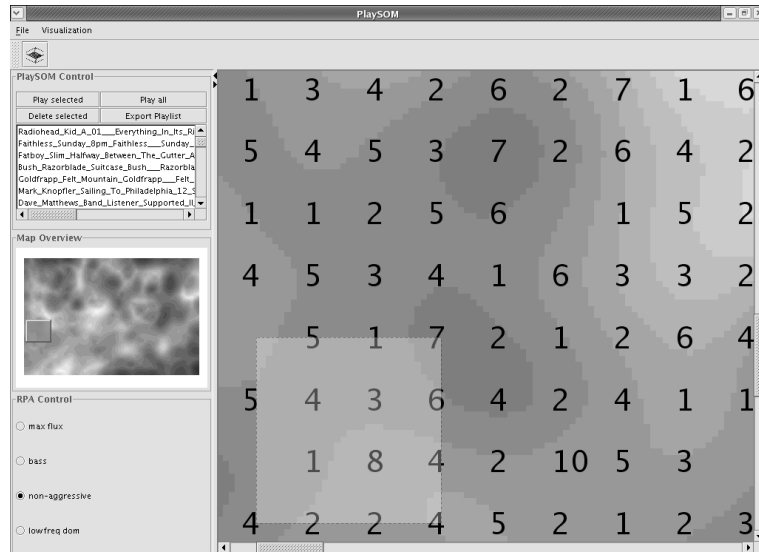 PlaySOM
File Visualization
PlaySOM Control
Play selected Play all
Delete selected Export Playlist
Radiohead_Kid_A_01___Everything_In_Its_Ri
Faithless_Sunday_8pm_Faithless___Sunday_
Fatboy_Slim_Halfway_Between_The_Gutter_A
Bush_Razorblade_Suitcase_Bush___Razorbla
Goldfrapp_Felt_Mountain_Goldfrapp___Felt_
Mark_Knopfler_Sailing_To_Philadelphia_12_S
Dave_Matthews_Band_Listener_Supported_II_
Map Overview
RPA Control
max flux
bass
non-aggressive
lowfreq dom
1 3 4 2 6 2 7 1 6
5 4 5 3 7 2 6 4 2
1 1 2 5 6 1 5 2
4 5 3 4 1 6 3 3 2
5 1 7 2 1 2 6 4
5 4 3 6 4 2 4 1 1
1 8 4 2 10 5 3
4 2 2 4 5 2 1 2 3